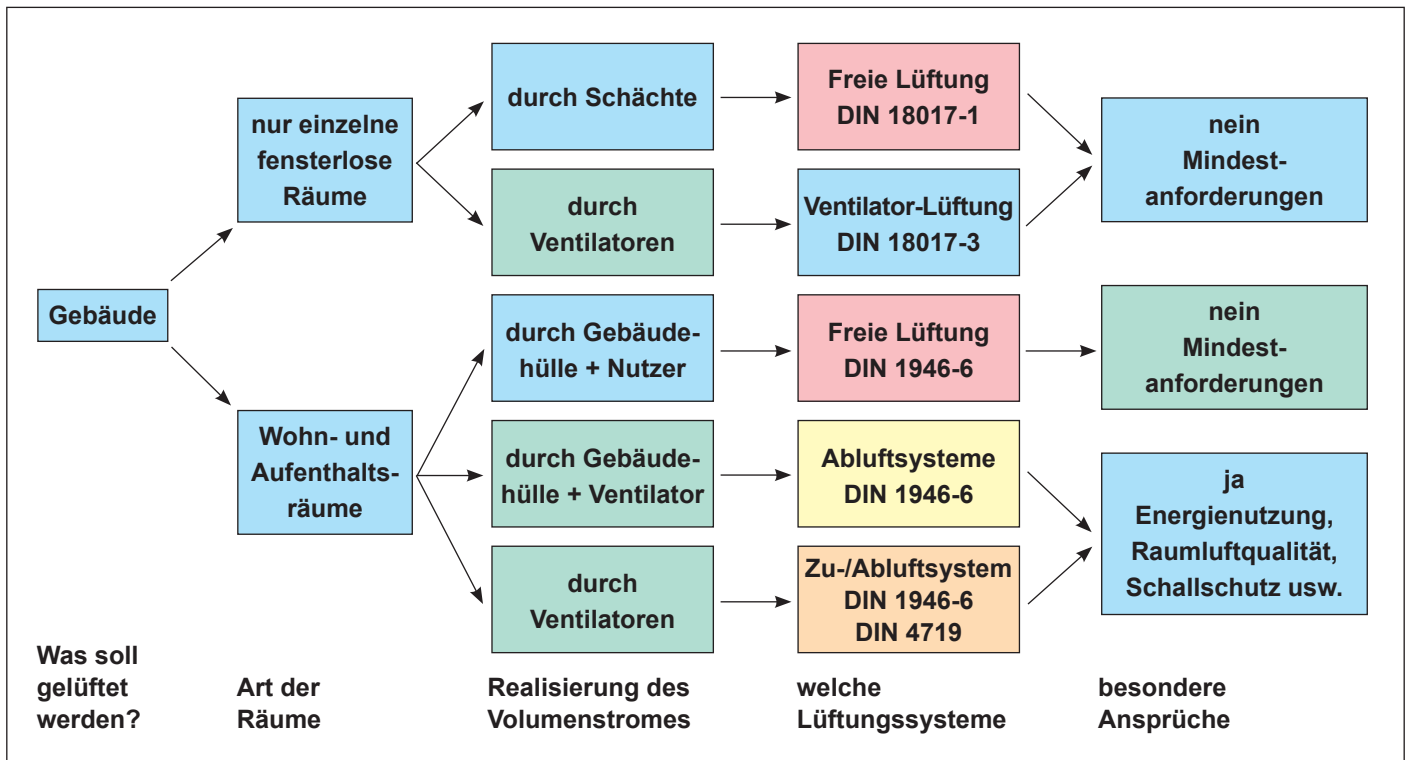 Gebäude
nur einzelne
fensterlose
Räume
Wohn- und
Aufenthalts-
räume
durch Schächte
durch
Ventilatoren
durch Gebäude-
hülle + Nutzer
durch Gebäude-
hülle + Ventilator
durch
Ventilatoren
Freie Lüftung
DIN 18017-1
Ventilator-Lüftung
DIN 18017-3
Freie Lüftung
DIN 1946-6
Abluftsysteme
DIN 1946-6
Zu-/Abluftsystem
DIN 1946-6
DIN 4719
nein
Mindest-
anforderungen
nein
Mindest-
anforderungen
ja
Energienutzung,
Raumluftqualität,
Schallschutz usw.
Was soll
gelüftet
werden?
Art der
Räume
Realisierung des
Volumenstromes
welche
Lüftungssysteme
besondere
Ansprüche